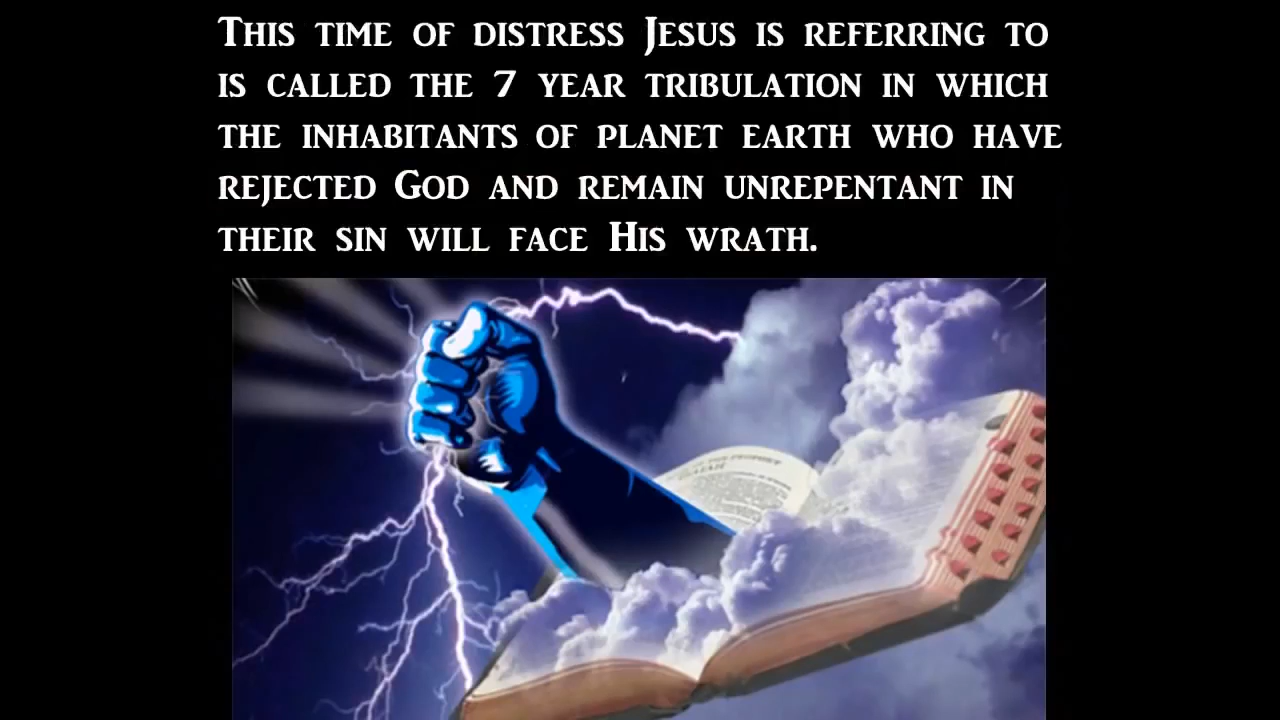 This time of distress Jesus is referring to
is called the 7 year tribulation in which
the inhabitants of planet earth who have
rejected God and remain unrepentant in
their sin will face His wrath.